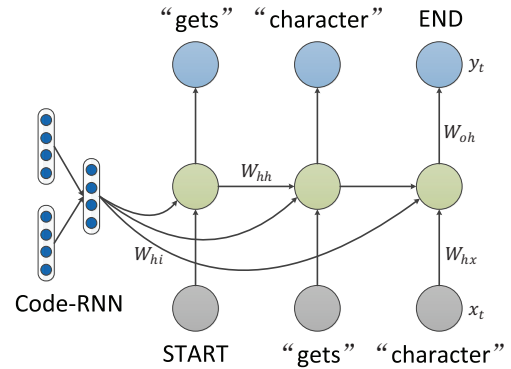 “gets” “character” END
y_t
W_oh
W_hh
W_hi
W_hx
Code-RNN
x_t
START “gets” “character”